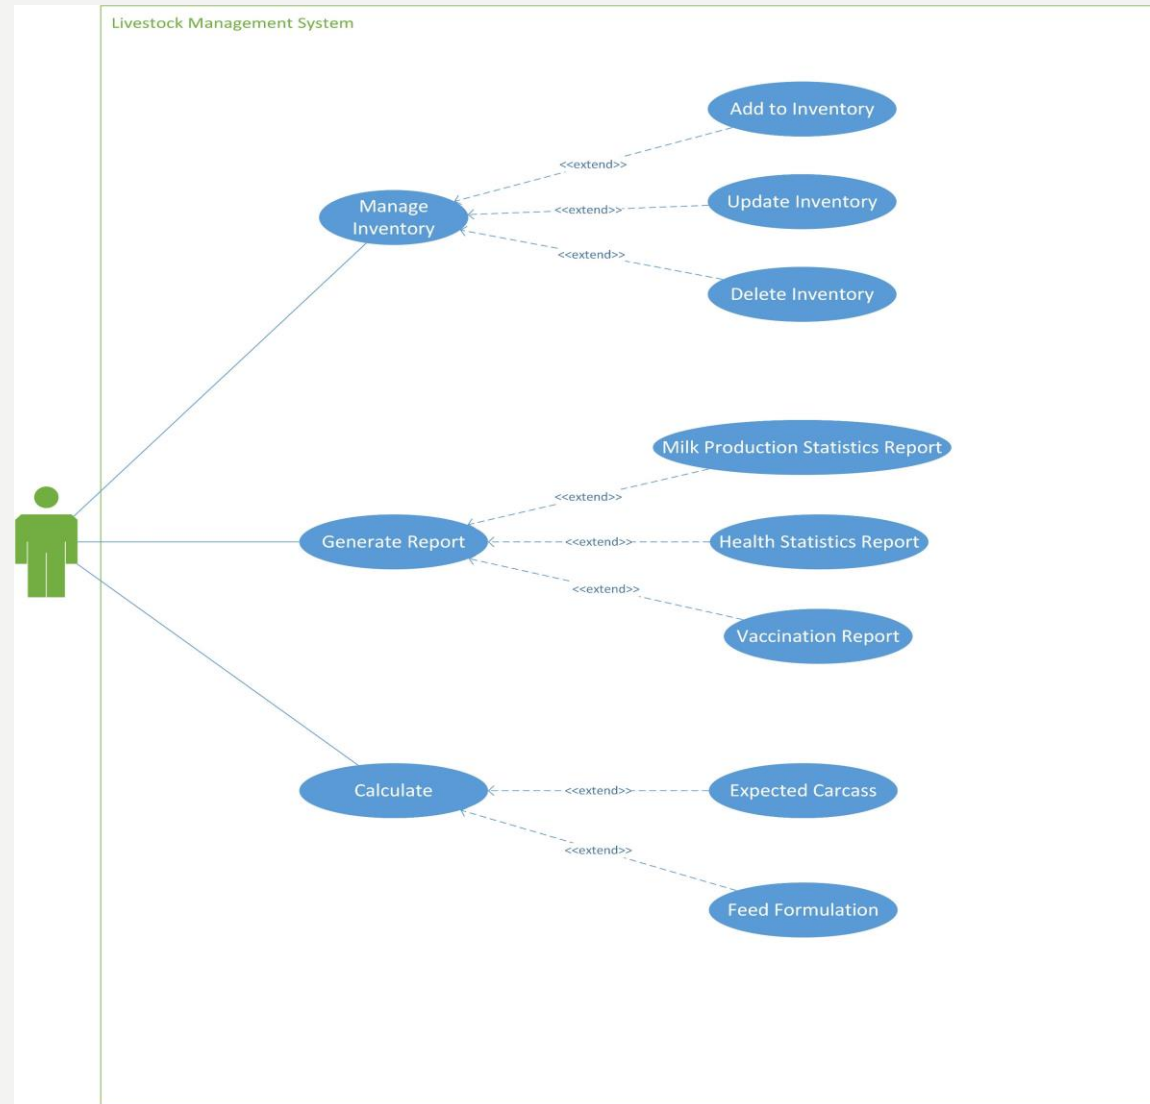 Livestock Management System
Add to Inventory
<<extend>>
Manage
Inventory
Update Inventory
<<extend>>
<<extend>>
Delete Inventory
Milk Production Statistics Report
<<extend>>
Generate Report
<<extend>>
Health Statistics Report
<<extend>>
Vaccination Report
Calculate
<<extend>>
Expected Carcass
<<extend>>
Feed Formulation